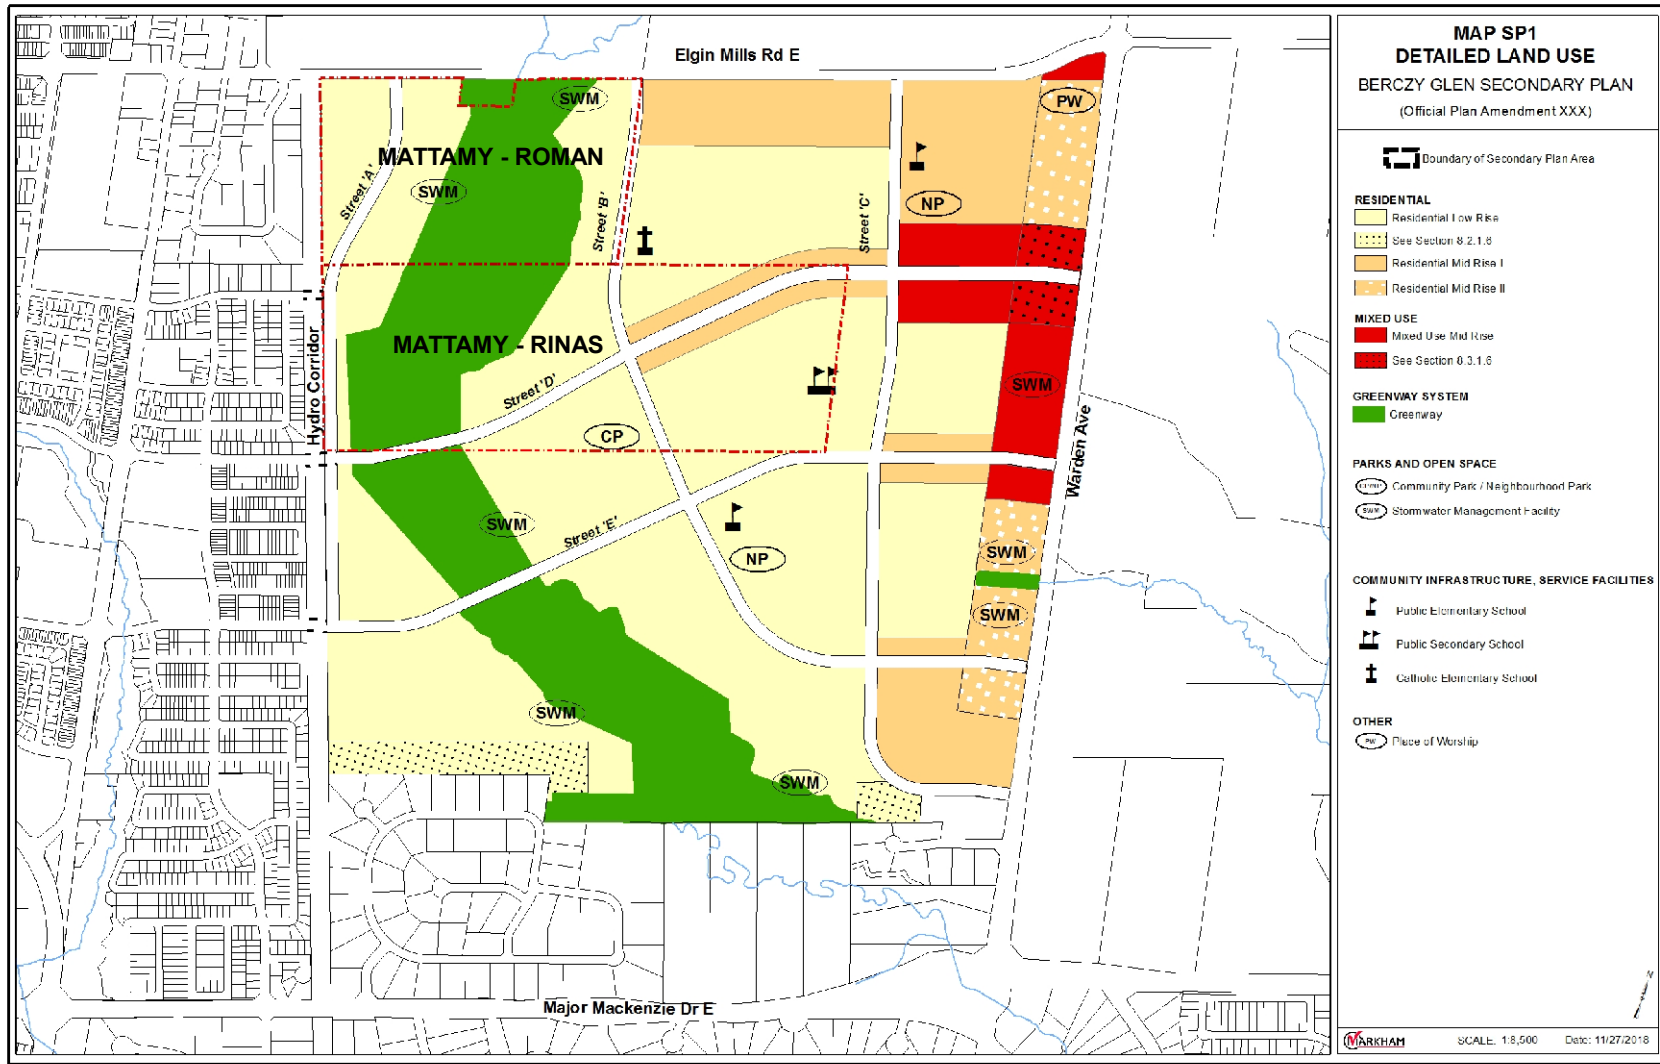 Elgin Mills Rd E
SWM
PW
MATTAMY - ROMAN
SWM
Street 'A'
Street 'B'
Street 'C'
NP
Hydro Corridor
MATTAMY - RINAS
Street 'D'
SWM
CP
Warden Ave
SWM
Street 'E'
NP
SWM
SWM
SWM
SWM
Major Mackenzie Dr E
MAP SP1
DETAILED LAND USE
BERCZY GLEN SECONDARY PLAN
(Official Plan Amendment XXX)
Boundary of Secondary Plan Area
RESIDENTIAL
Residential Low Rise
See Section 8.2.1.6
Residential Mid Rise I
Residential Mid Rise II
MIXED USE
Mixed Use Mid Rise
See Section 8.3.1.6
GREENWAY SYSTEM
Greenway
PARKS AND OPEN SPACE
CP/NP Community Park / Neighbourhood Park
SWM Stormwater Management Facility
COMMUNITY INFRASTRUCTURE, SERVICE FACILITIES
Public Elementary School
Public Secondary School
Catholic Elementary School
OTHER
PW Place of Worship
MARKHAM
SCALE: 1:8,500 Date: 11/27/2018